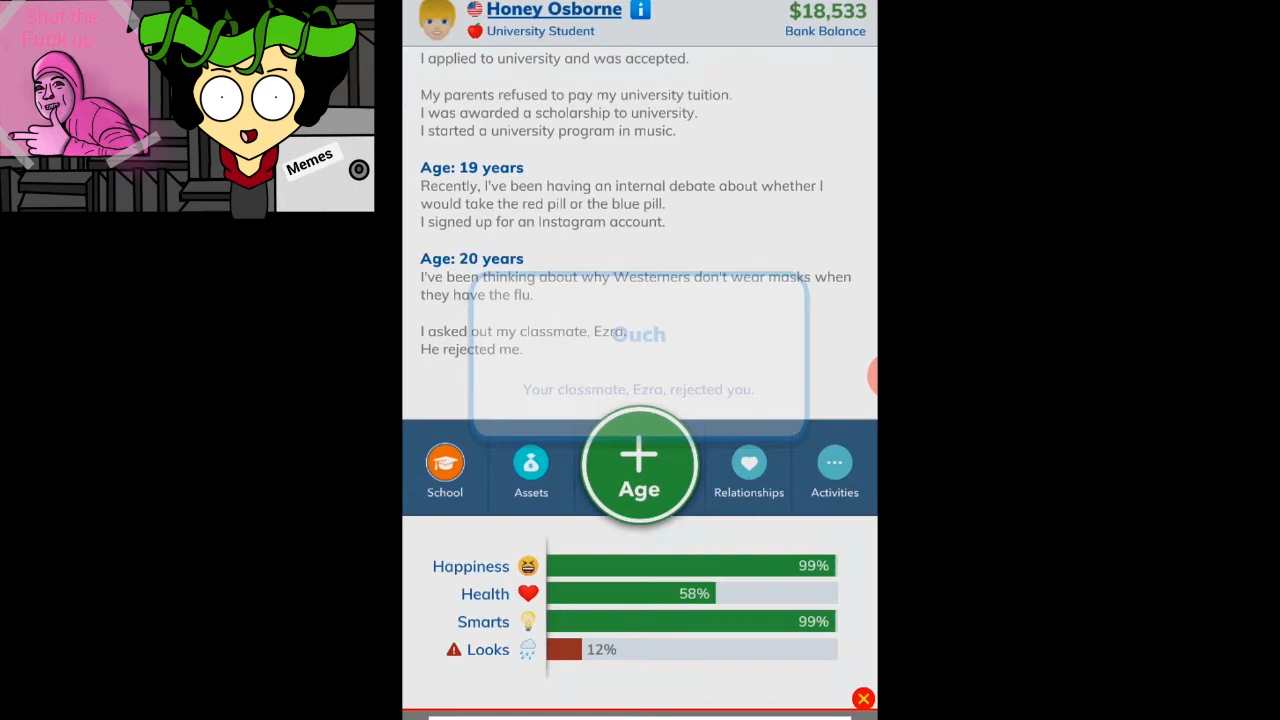 Shut the
Fuck up
Memes
Honey Osborne
i
$18,533
University Student
Bank Balance
I applied to university and was accepted.
My parents refused to pay my university tuition.
I was awarded a scholarship to university.
I started a university program in music.
Age: 19 years
Recently, I've been having an internal debate about whether I
would take the red pill or the blue pill.
I signed up for an Instagram account.
Age: 20 years
I've been thinking about why Westerners don't wear masks when
they have the flu.
I asked out my classmate, Ezra.
He rejected me.
Ouch
Your classmate, Ezra, rejected you.
School
Assets
+
Age
Relationships
Activities
Happiness 99%
Health 58%
Smarts 99%
Looks 12%